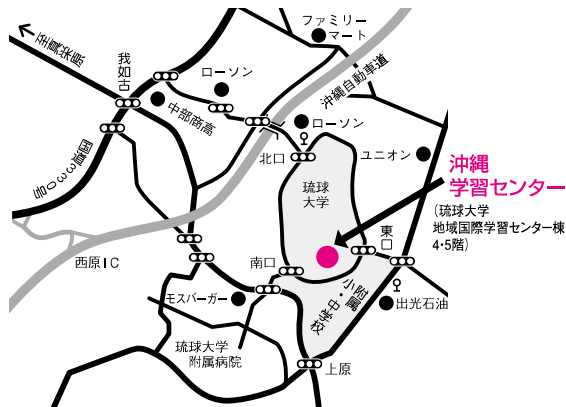 ファミリー
マート
至真栄原
我如古
ローソン
沖縄自動車道
中部商高
ローソン
北口
ユニオン
国道330号
琉球
大学
沖縄
学習センター
(琉球大学
地域国際学習センター棟
4・5階)
東口
西原IC
南口
附属
小・中学校
モスバーガー
出光石油
琉球大学
附属病院
上原